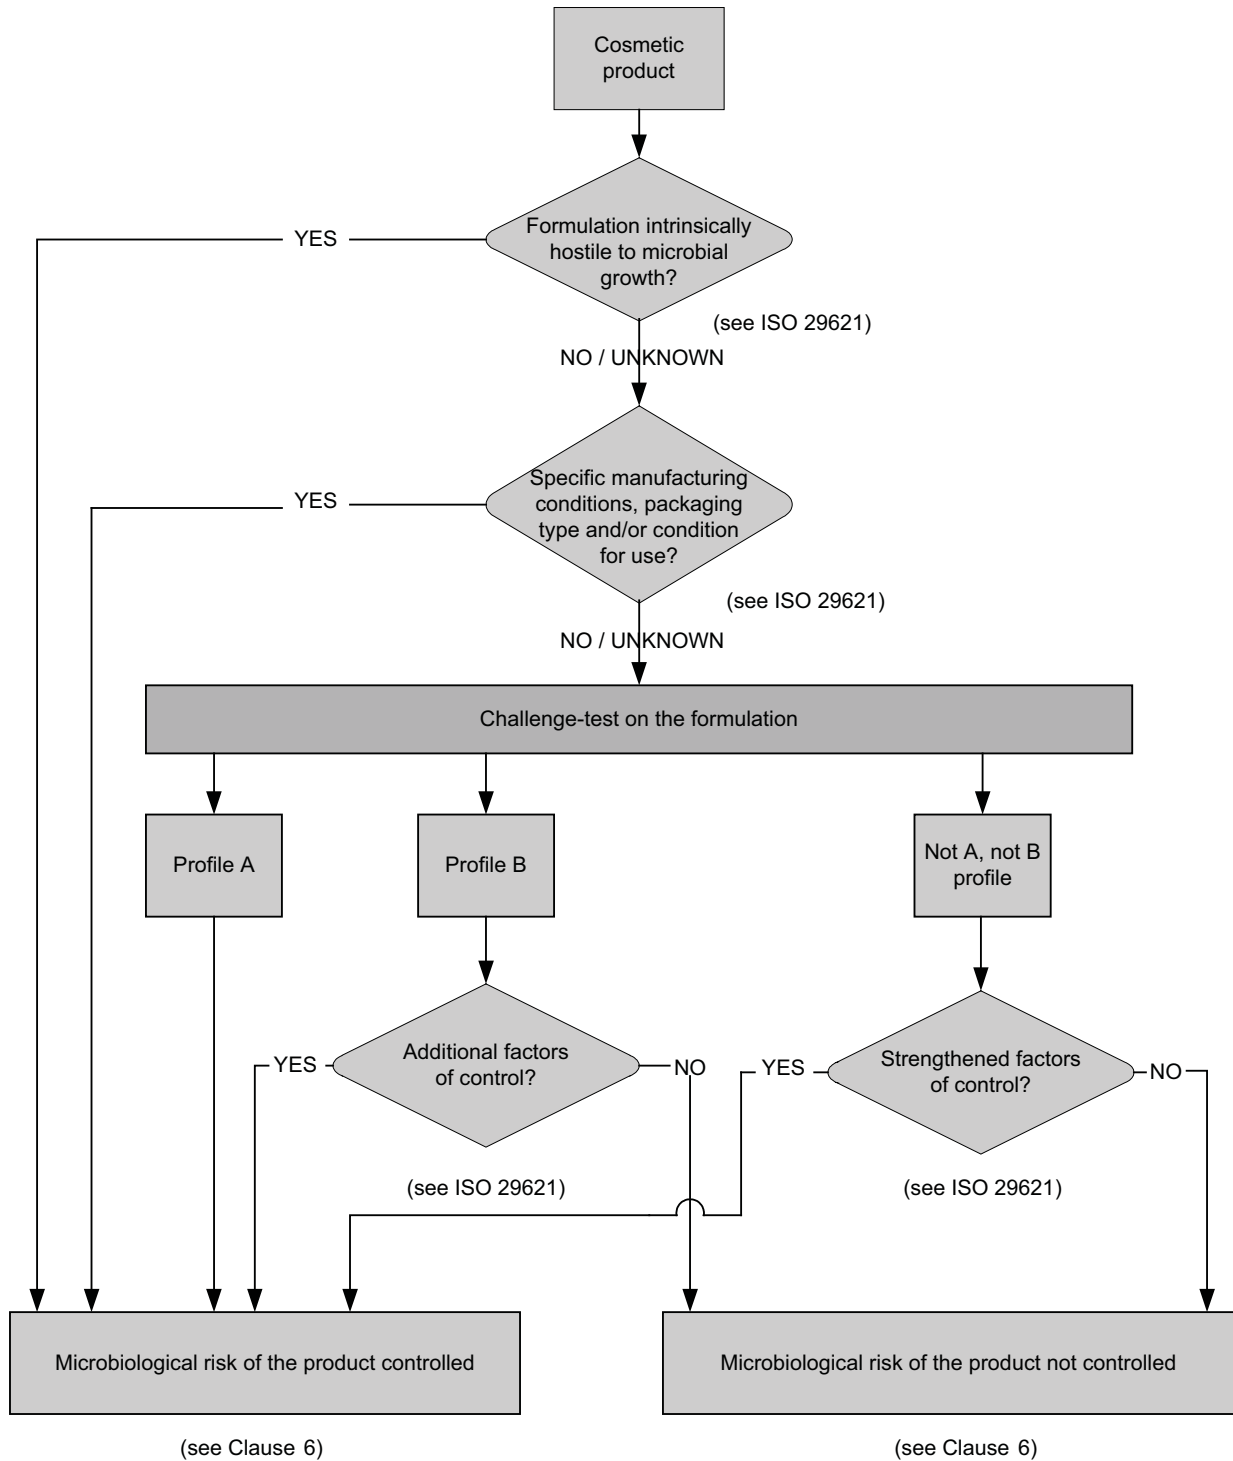 Cosmetic
product
Formulation intrinsically
hostile to microbial
growth?
YES
(see ISO 29621)
NO / UNKNOWN
Specific manufacturing
conditions, packaging
type and/or condition
for use?
YES
(see ISO 29621)
NO / UNKNOWN
Challenge-test on the formulation
Profile A
Profile B
Not A, not B
profile
Additional factors
of control?
YES
NO
Strengthened factors
of control?
YES
NO
(see ISO 29621)
(see ISO 29621)
Microbiological risk of the product controlled
Microbiological risk of the product not controlled
(see Clause 6)
(see Clause 6)